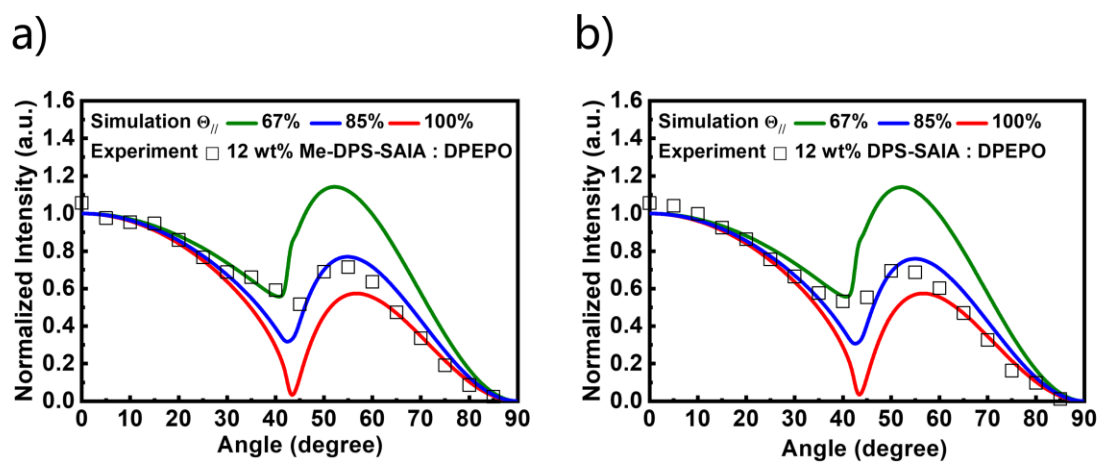 a)
1.6
1.4
1.2
1.0
0.8
0.6
0.4
0.2
0.0
Normalized Intensity (a.u.)
Simulation Θ// 67% 85% 100%
Experiment 12 wt% Me-DPS-SAIA : DPEPO
0 10 20 30 40 50 60 70 80 90
Angle (degree)
b)
1.6
1.4
1.2
1.0
0.8
0.6
0.4
0.2
0.0
Normalized Intensity (a.u.)
Simulation Θ// 67% 85% 100%
Experiment 12 wt% DPS-SAIA : DPEPO
0 10 20 30 40 50 60 70 80 90
Angle (degree)